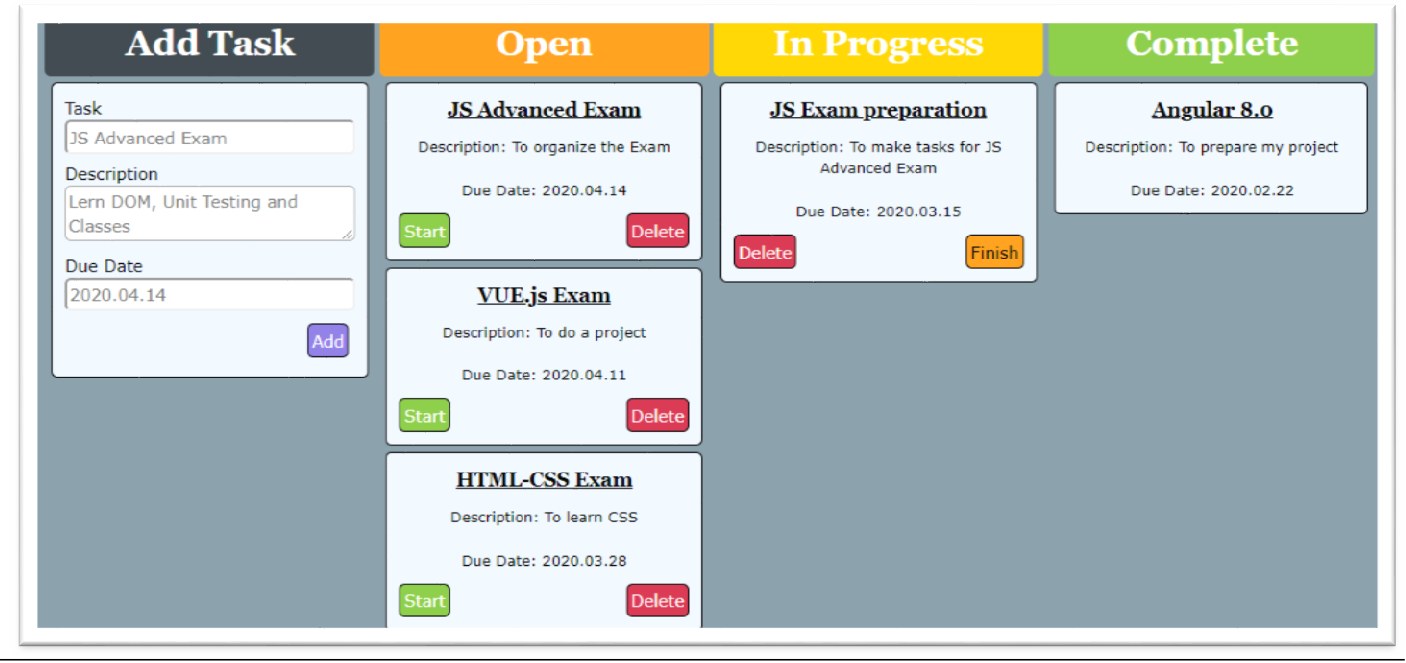 Add Task
Task
JS Advanced Exam
Description
Lern DOM, Unit Testing and
Classes
Due Date
2020.04.14
Add
Open
JS Advanced Exam
Description: To organize the Exam
Due Date: 2020.04.14
Start
Delete
VUE.js Exam
Description: To do a project
Due Date: 2020.04.11
Start
Delete
HTML-CSS Exam
Description: To learn CSS
Due Date: 2020.03.28
Start
Delete
In Progress
JS Exam preparation
Description: To make tasks for JS
Advanced Exam
Due Date: 2020.03.15
Delete
Finish
Complete
Angular 8.0
Description: To prepare my project
Due Date: 2020.02.22